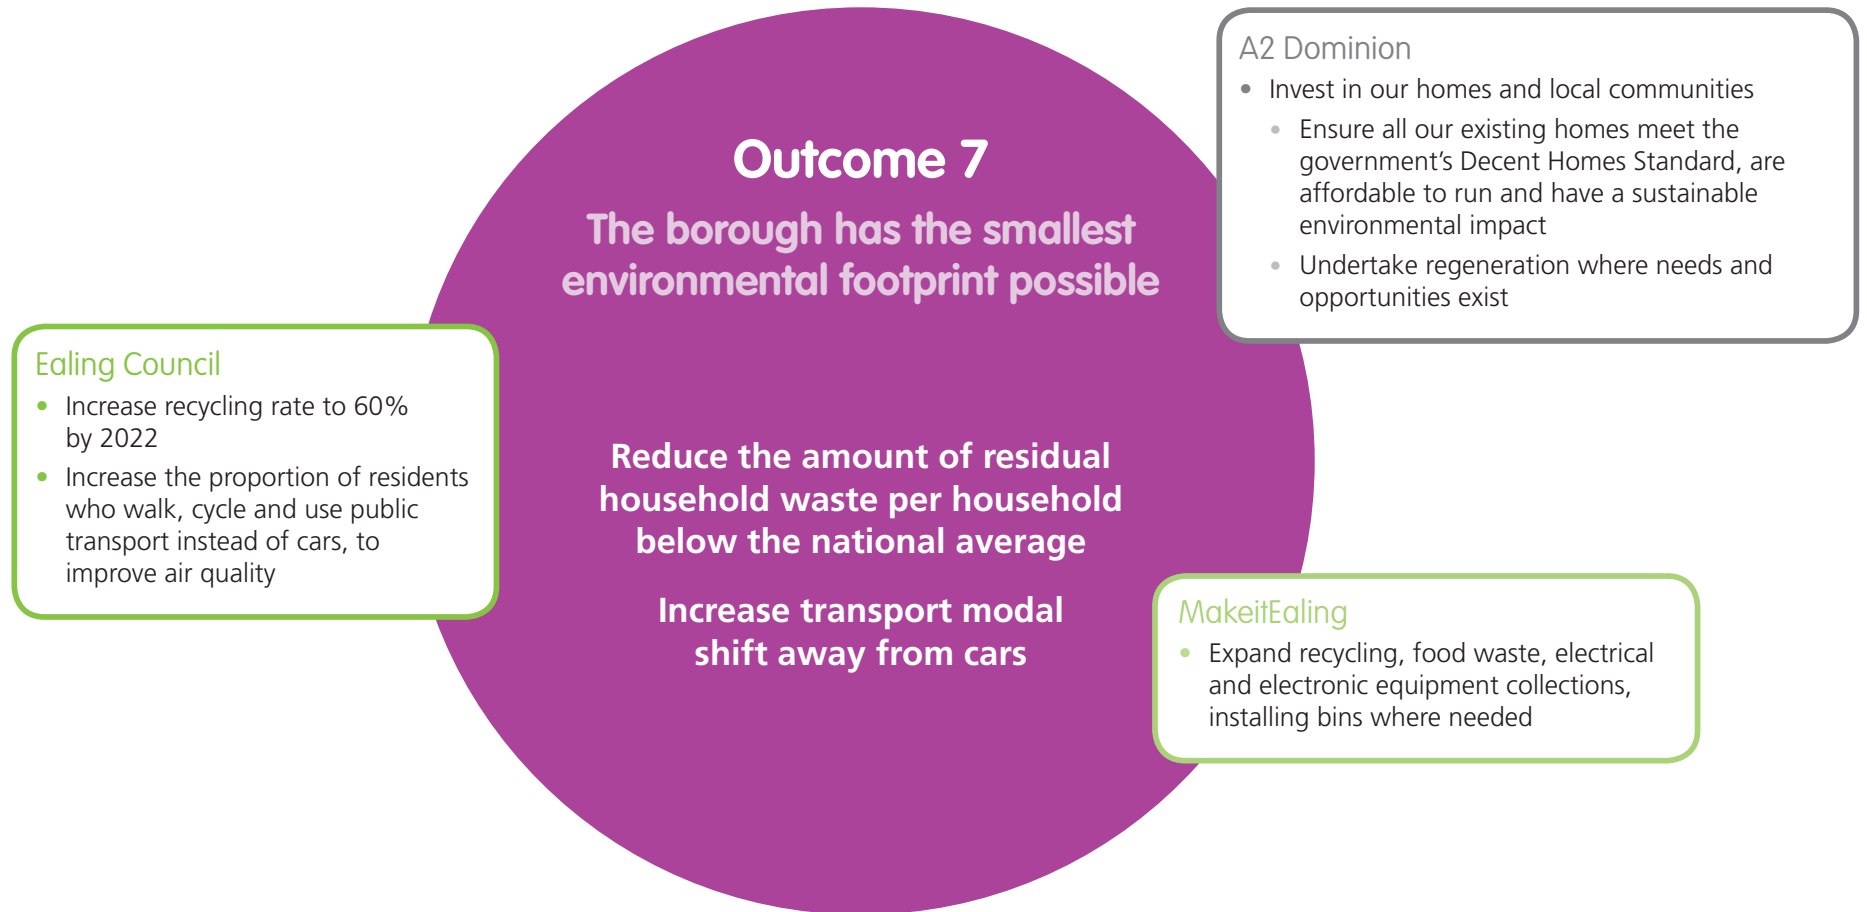 Outcome 7
The borough has the smallest
environmental footprint possible
Reduce the amount of residual
household waste per household
below the national average
Increase transport modal
shift away from cars
Ealing Council
• Increase recycling rate to 60%
by 2022
• Increase the proportion of residents
who walk, cycle and use public
transport instead of cars, to
improve air quality
A2 Dominion
• Invest in our homes and local communities
• Ensure all our existing homes meet the
government’s Decent Homes Standard, are
affordable to run and have a sustainable
environmental impact
• Undertake regeneration where needs and
opportunities exist
MakeitEaling
• Expand recycling, food waste, electrical
and electronic equipment collections,
installing bins where needed